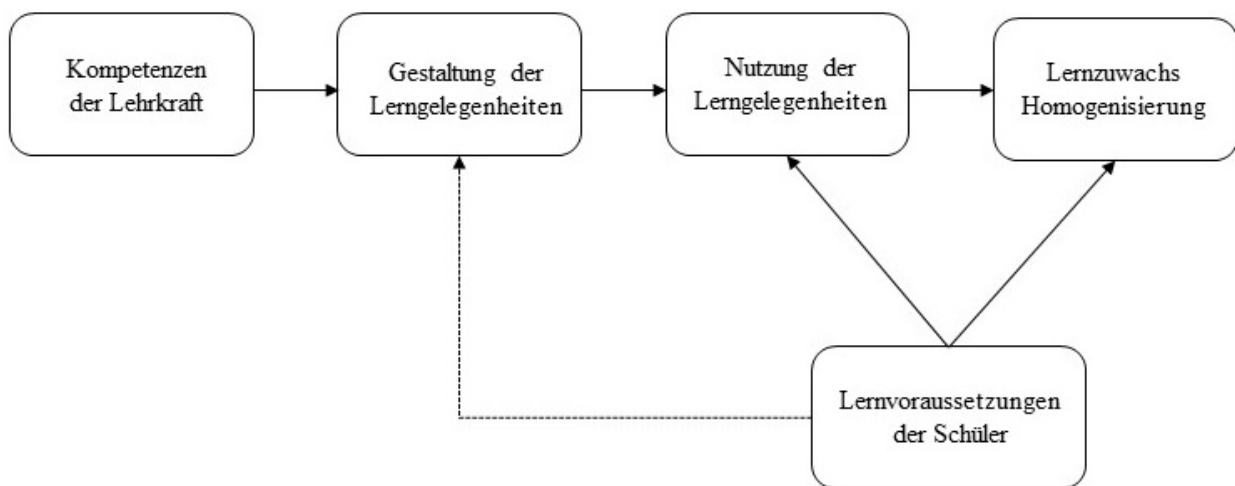 Kompetenzen
der Lehrkraft
Gestaltung der
Lerngelegenheiten
Nutzung der
Lerngelegenheiten
Lernzuwachs
Homogenisierung
Lernvoraussetzungen
der Schüler